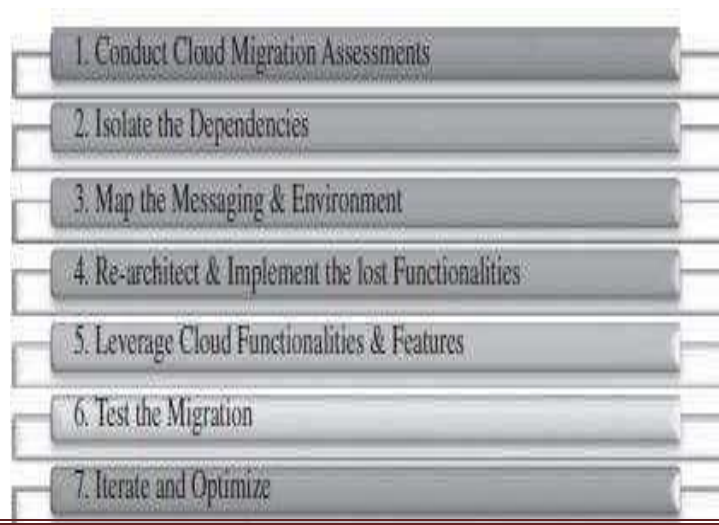 1. Conduct Cloud Migration Assessments
2. Isolate the Dependencies
3. Map the Messaging & Environment
4. Re-architect & Implement the lost Functionalities
5. Leverage Cloud Functionalities & Features
6. Test the Migration
7. Iterate and Optimize